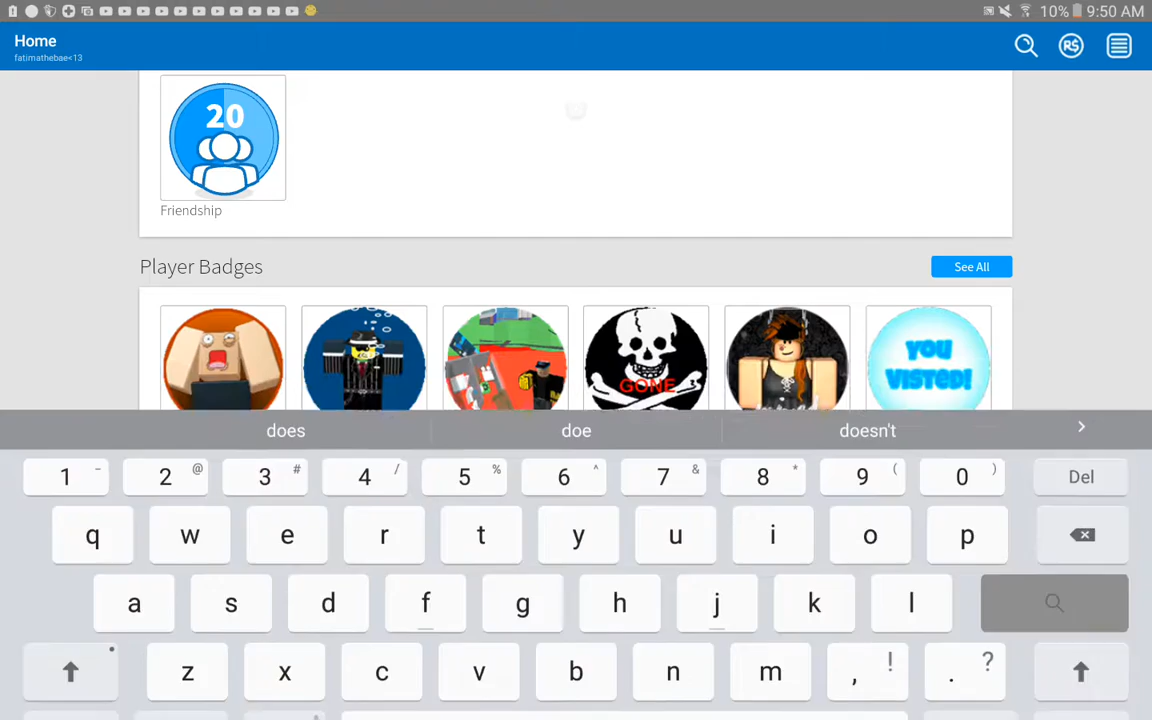 10% 9:50 AM
Home
fatimathebae<13
R$
20
Friendship
Player Badges
See All
GONE
YOU
VISTED!
does doe doesn't >
1 - 2 @ 3 # 4 / 5 % 6 ^ 7 & 8 * 9 ( 0 ) Del
q w e r t y u i o p
a s d f g h j k l
z x c v b n m , ! . ?